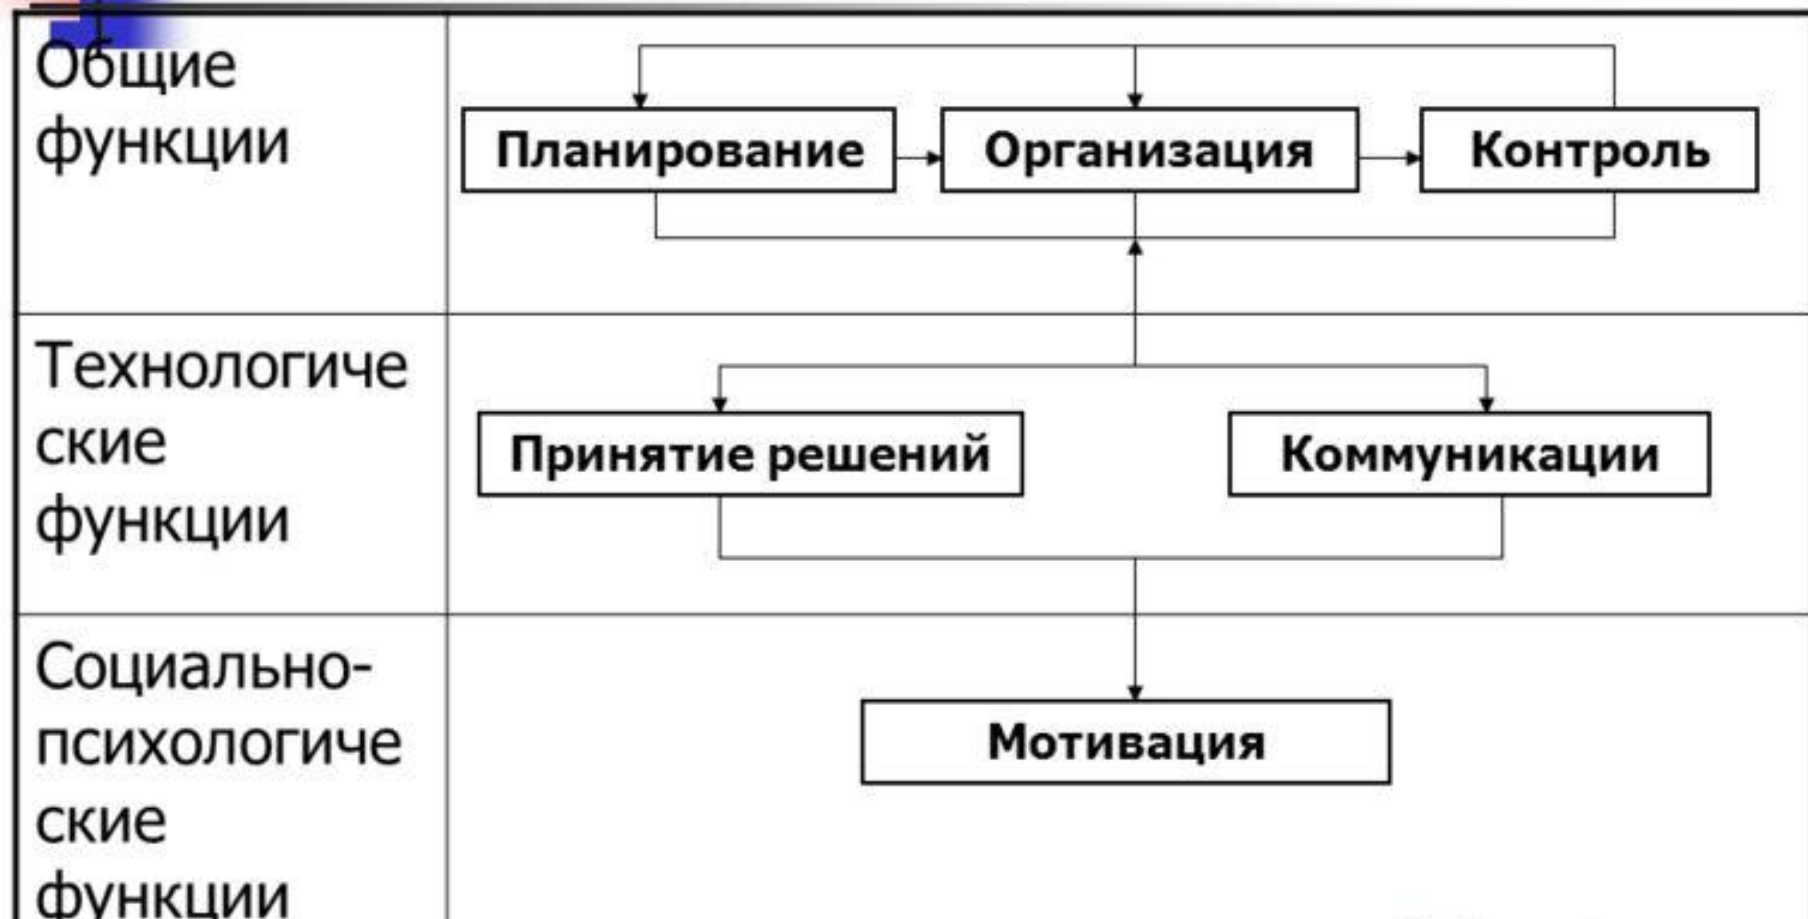 Общие
функции
Планирование
Организация
Контроль
Технологиче
ские
функции
Принятие решений
Коммуникации
Социально-
психологиче
ские
функции
Мотивация